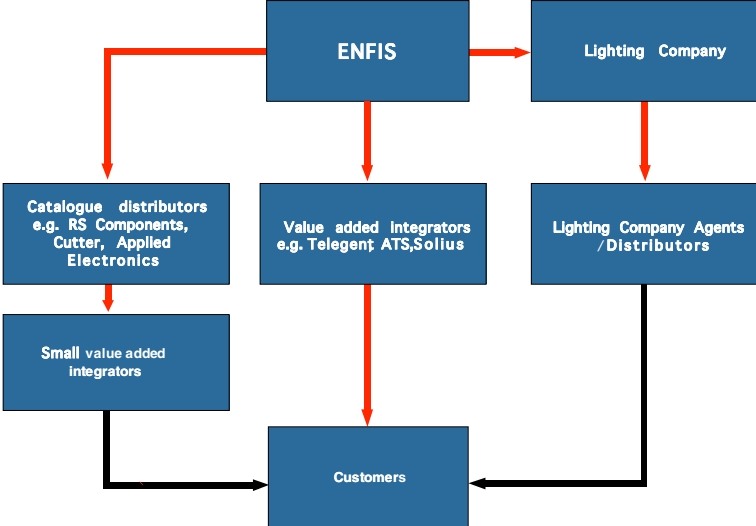 ENFIS
Lighting Company
Catalogue distributors
e.g. RS Components,
Cutter, Applied
Electronics
Value added integrators
e.g. Telegent, ATS,Solius
Lighting Company Agents
/Distributors
Small value added
integrators
Customers